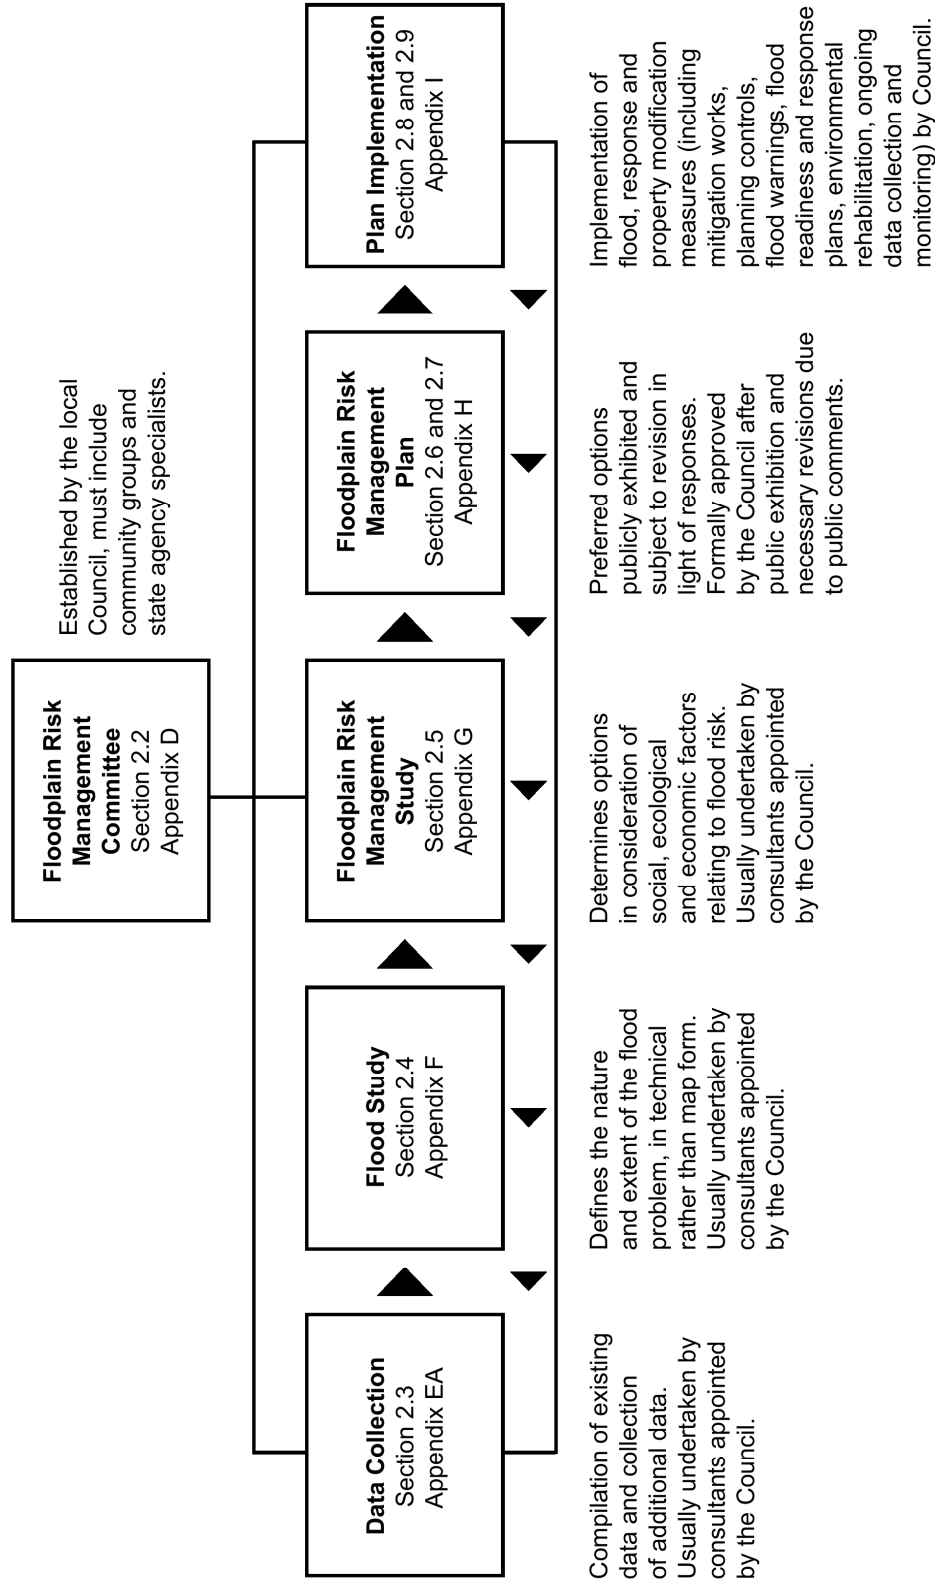 Floodplain Risk
Management
Committee
Section 2.2
Appendix D
Established by the local
Council, must include
community groups and
state agency specialists.
Data Collection
Section 2.3
Appendix EA
Flood Study
Section 2.4
Appendix F
Floodplain Risk
Management
Study
Section 2.5
Appendix G
Floodplain Risk
Management
Plan
Section 2.6 and 2.7
Appendix H
Plan Implementation
Section 2.8 and 2.9
Appendix I
Compilation of existing
data and collection
of additional data.
Usually undertaken by
consultants appointed
by the Council.
Defines the nature
and extent of the flood
problem, in technical
rather than map form.
Usually undertaken by
consultants appointed
by the Council.
Determines options
in consideration of
social, ecological
and economic factors
relating to flood risk.
Usually undertaken by
consultants appointed
by the Council.
Preferred options
publicly exhibited and
subject to revision in
light of responses.
Formally approved
by the Council after
public exhibition and
necessary revisions due
to public comments.
Implementation of
flood, response and
property modification
measures (including
mitigation works,
planning controls,
flood warnings, flood
readiness and response
plans, environmental
rehabilitation, ongoing
data collection and
monitoring) by Council.